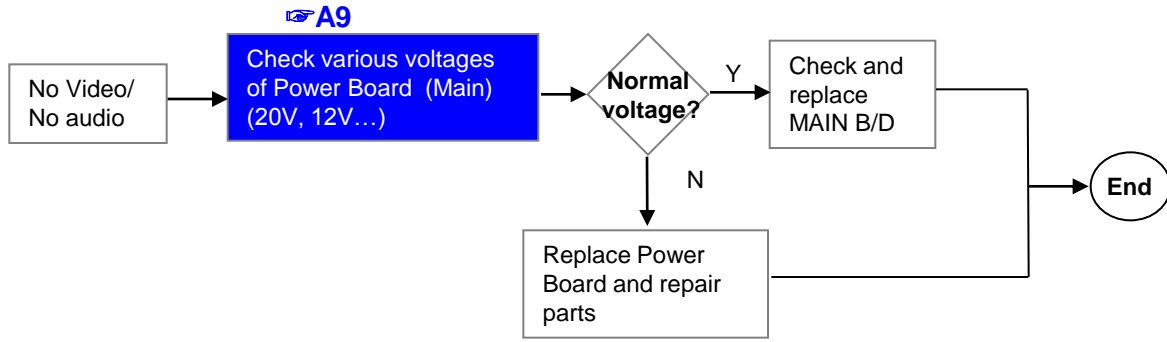 ☞A9
No Video/
No audio
Check various voltages
of Power Board (Main)
(20V, 12V…)
Normal
voltage?
Y
Check and
replace
MAIN B/D
N
Replace Power
Board and repair
parts
End